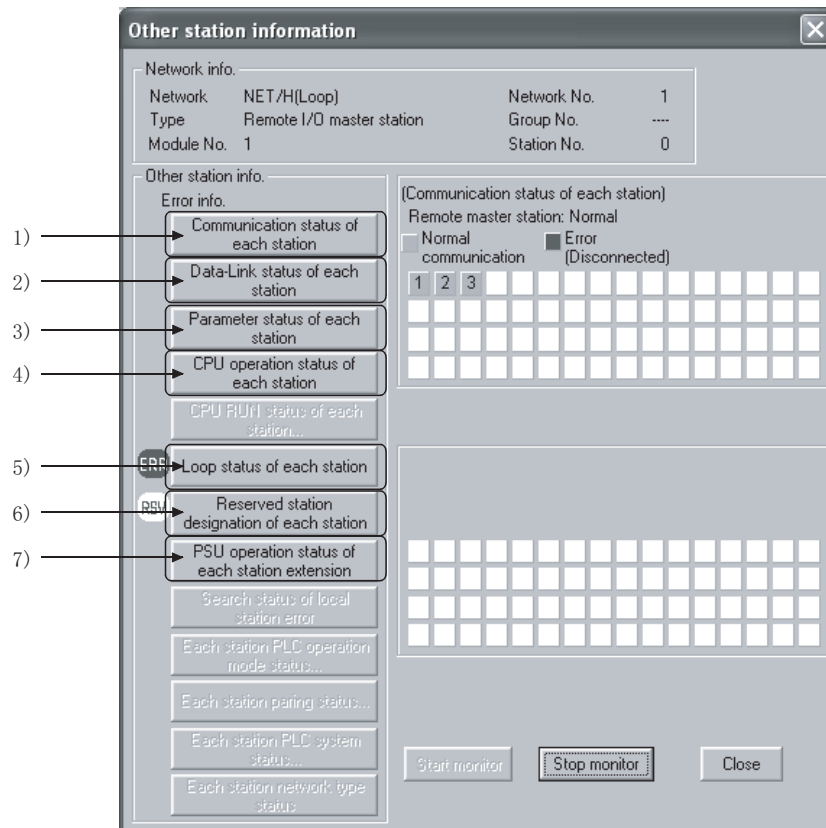 Other station information
Network info.
Network NET/H(Loop) Network No. 1
Type Remote I/O master station Group No. ----
Module No. 1 Station No. 0
Other station info.
Error info.
1) Communication status of
each station
2) Data-Link status of each
station
3) Parameter status of each
station
4) CPU operation status of
each station
CPU RUN status of each
station...
5) ERR Loop status of each station
6) RSV Reserved station
designation of each station
7) PSU operation status of
each station extension
Search status of local
station error
Each station PLC operation
mode status...
Each station paring status...
Each station PLC system
status...
Each station network type
status
(Communication status of each station)
Remote master station: Normal
Normal
communication
Error
(Disconnected)
1 2 3
Start monitor Stop monitor Close